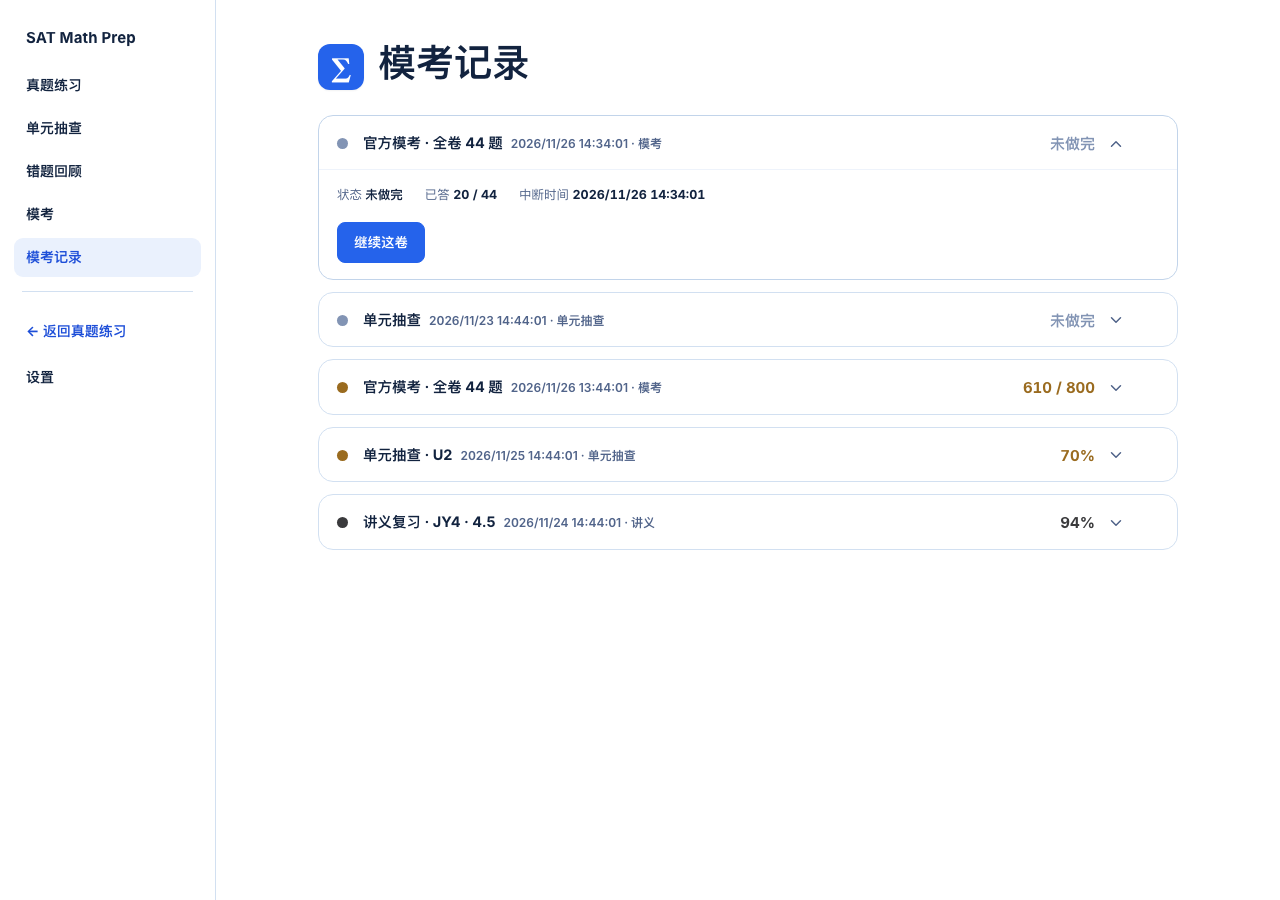 SAT Math Prep
真题练习
单元抽查
错题回顾
模考
模考记录
← 返回真题练习
设置
Σ 模考记录
官方模考 · 全卷 44 题 2026/11/26 14:34:01 · 模考 未做完
状态 未做完 已答 20 / 44 中断时间 2026/11/26 14:34:01
继续这卷
单元抽查 2026/11/23 14:44:01 · 单元抽查 未做完
官方模考 · 全卷 44 题 2026/11/26 13:44:01 · 模考 610 / 800
单元抽查 · U2 2026/11/25 14:44:01 · 单元抽查 70%
讲义复习 · JY4 · 4.5 2026/11/24 14:44:01 · 讲义 94%